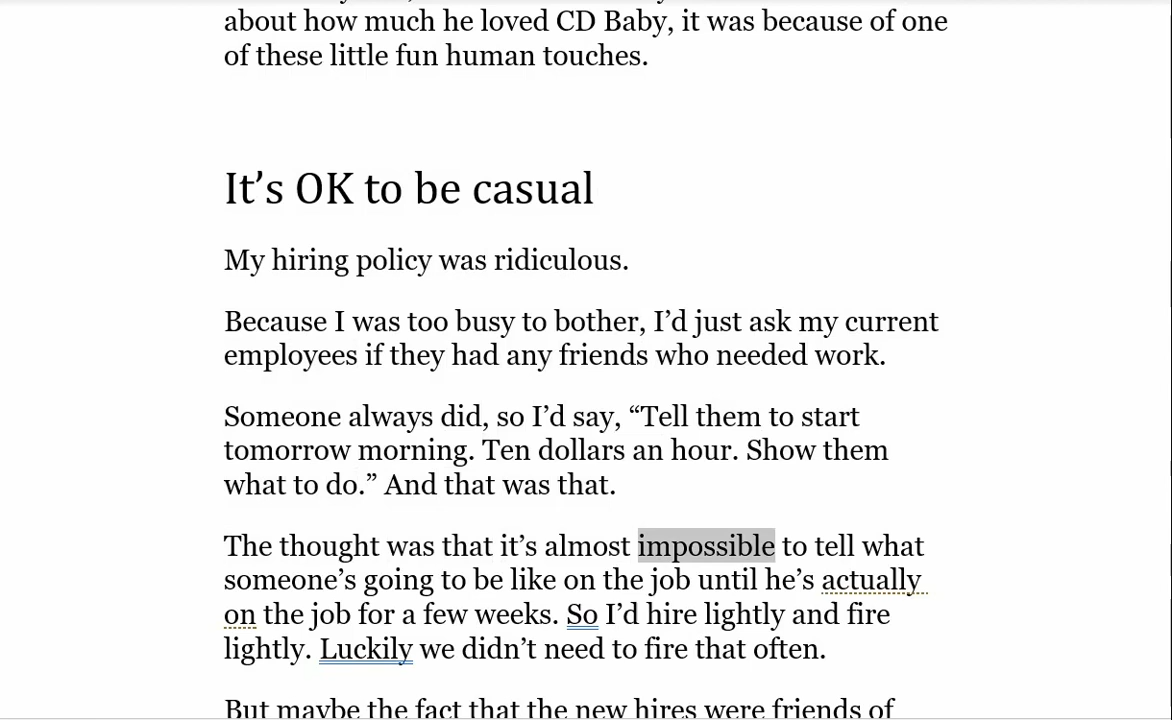 about how much he loved CD Baby, it was because of one
of these little fun human touches.
It’s OK to be casual
My hiring policy was ridiculous.
Because I was too busy to bother, I’d just ask my current
employees if they had any friends who needed work.
Someone always did, so I’d say, “Tell them to start
tomorrow morning. Ten dollars an hour. Show them
what to do.” And that was that.
The thought was that it’s almost impossible to tell what
someone’s going to be like on the job until he’s actually
on the job for a few weeks. So I’d hire lightly and fire
lightly. Luckily we didn’t need to fire that often.
But maybe the fact that the new hires were friends of